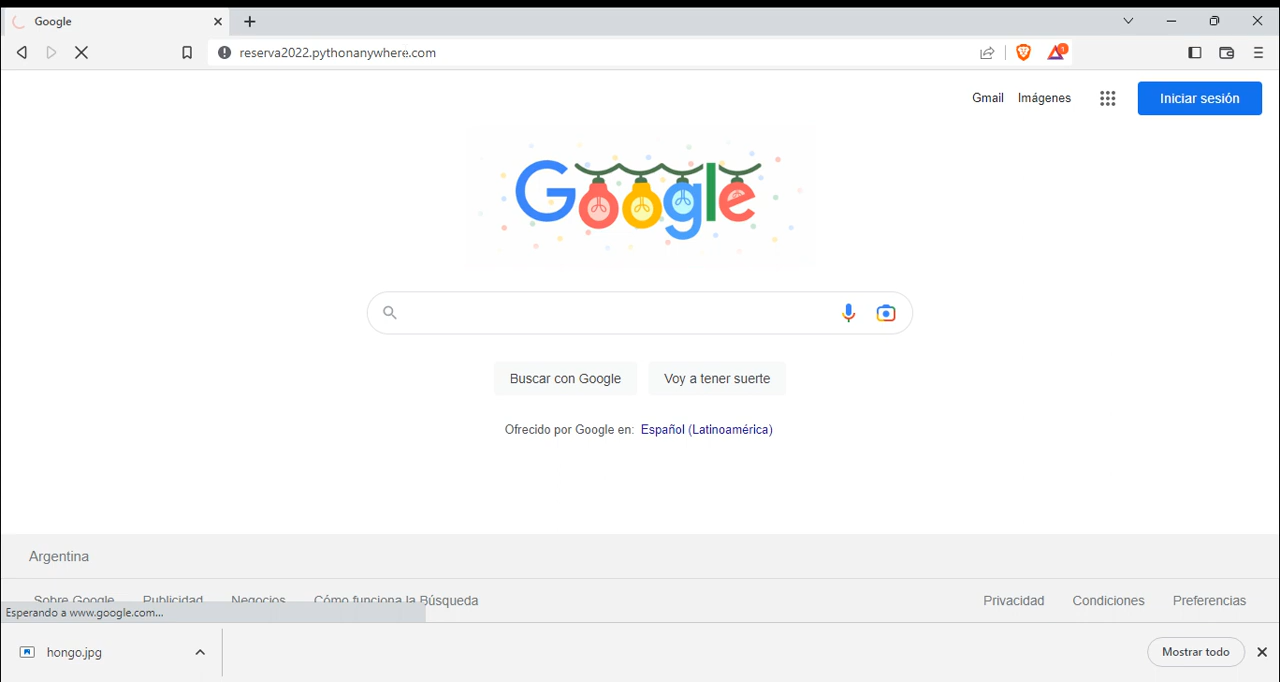 Google
reserva2022.pythonanywhere.com
1
Gmail Imágenes Iniciar sesión
Google
Buscar con Google Voy a tener suerte
Ofrecido por Google en: Español (Latinoamérica)
Argentina
Sobre Google Publicidad Negocios Cómo funciona la Búsqueda Privacidad Condiciones Preferencias
Esperando a www.google.com...
hongo.jpg Mostrar todo